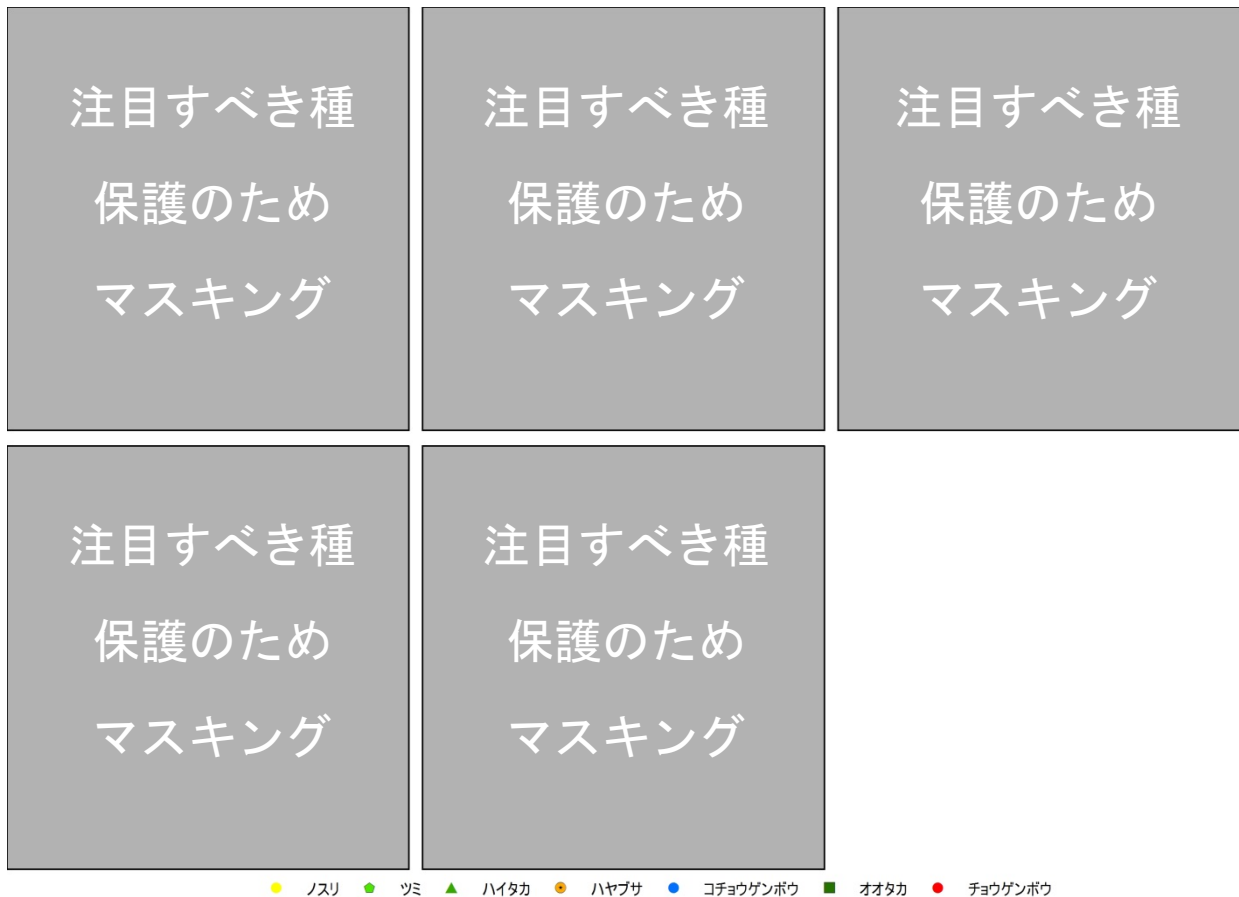 注目すべき種
保護のため
マスキング
注目すべき種
保護のため
マスキング
注目すべき種
保護のため
マスキング
注目すべき種
保護のため
マスキング
注目すべき種
保護のため
マスキング
ノスリ ツミ ハイタカ ハヤブサ コチョウゲンボウ オオタカ チョウゲンボウ